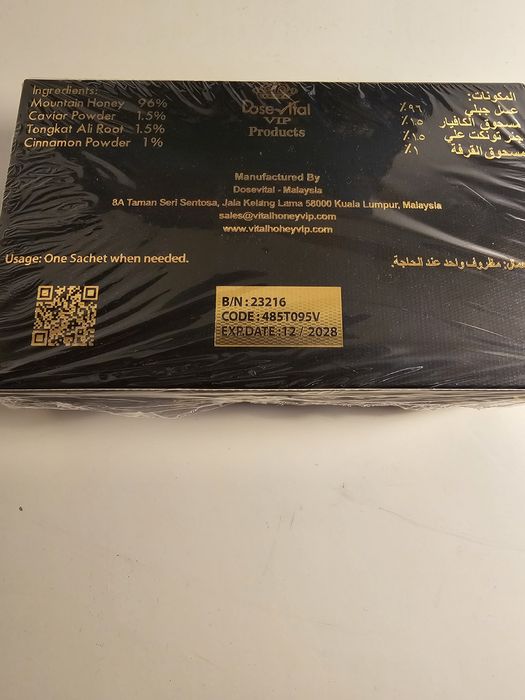 Ingredients:
Mountain Honey 96%
Caviar Powder 1.5%
Tongkat Ali Root 1.5%
Cinnamon Powder 1%
Dose Vital
VIP
Products
المكونات:
عسل جبلي ٩٦٪
مسحوق الكافيار ١.٥٪
تونكت علي ١.٥٪
مسحوق القرفة ١٪
Manufactured By
Dosevital - Malaysia
8A Taman Seri Sentosa, Jala Kelang Lama 58000 Kuala Lumpur, Malaysia
sales@vitalhoneyvip.com
www.vitalhoheyvip.com
Usage: One Sachet when needed.
مظروف واحد عند الحاجة.
B/N : 23216
CODE : 485T095V
EXP.DATE : 12 / 2028